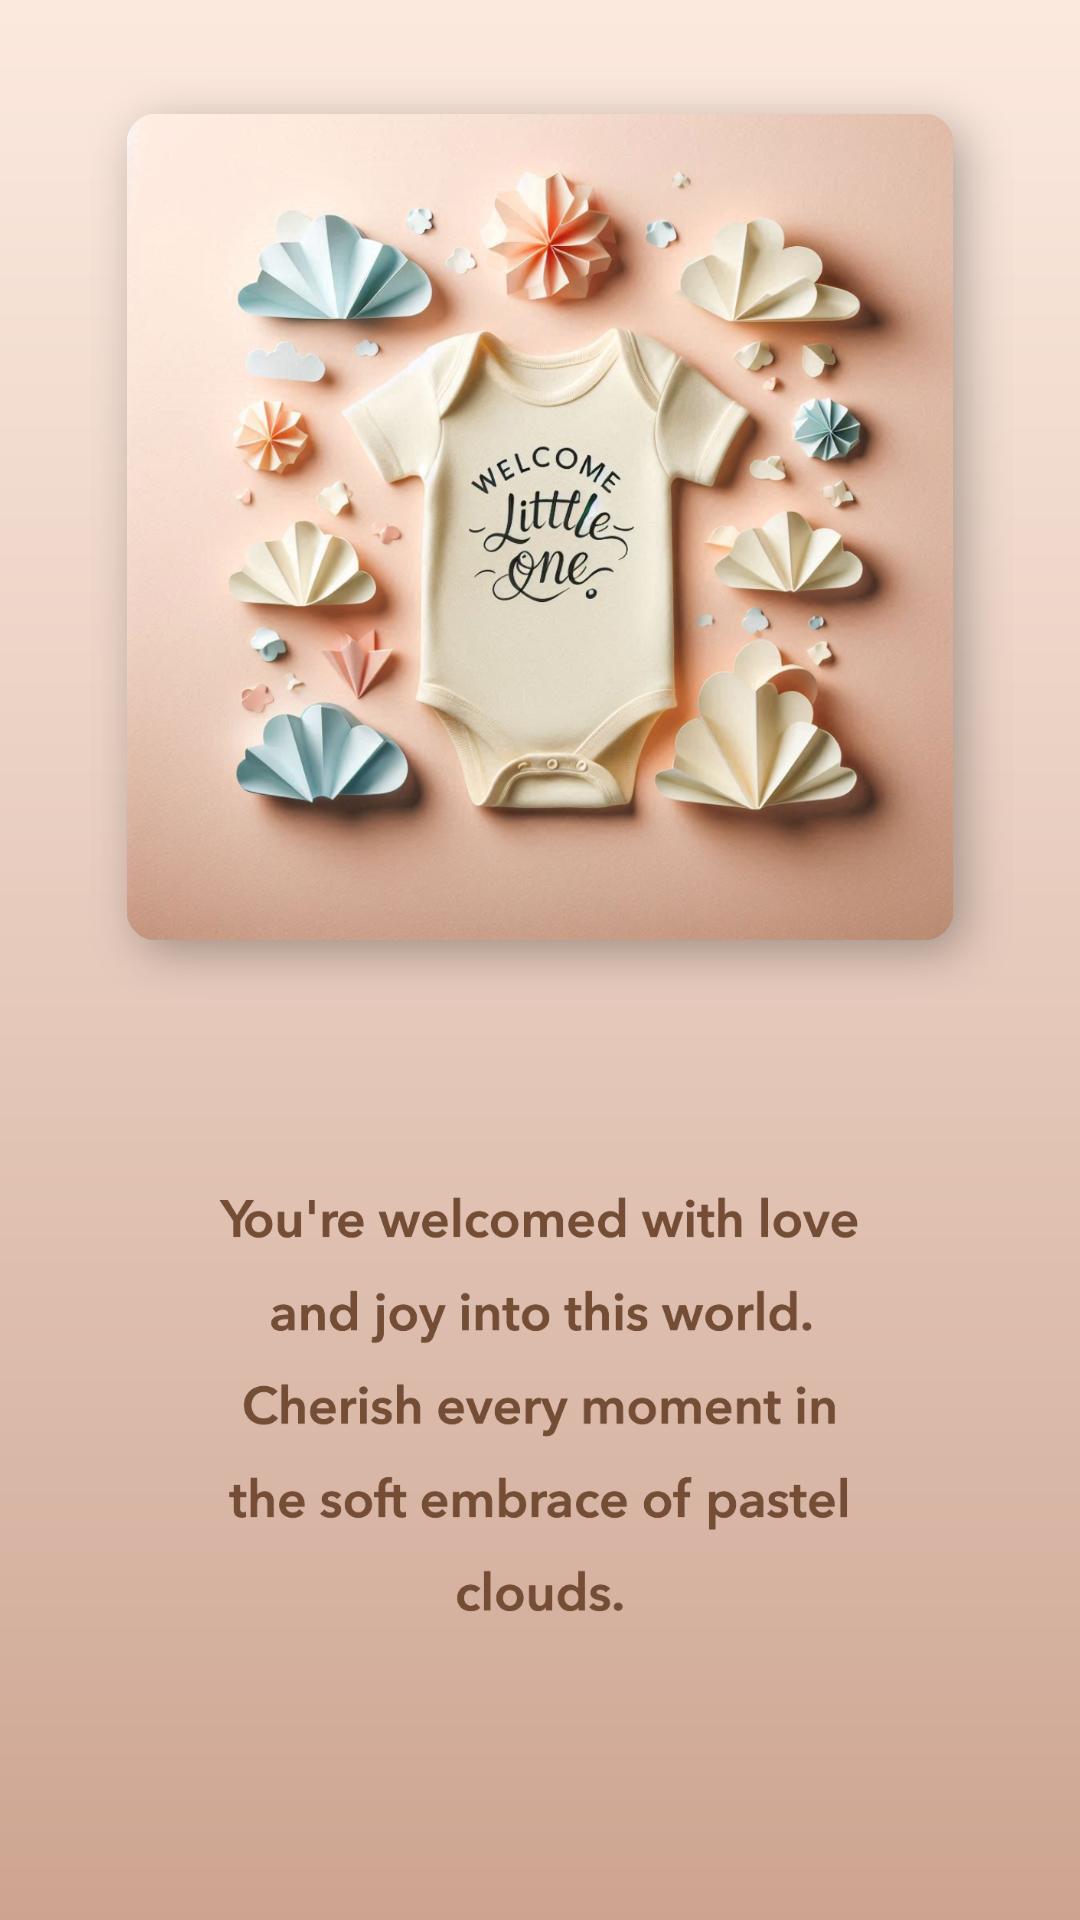 WELCOME
Litttle
One.
You're welcomed with love
and joy into this world.
Cherish every moment in
the soft embrace of pastel
clouds.